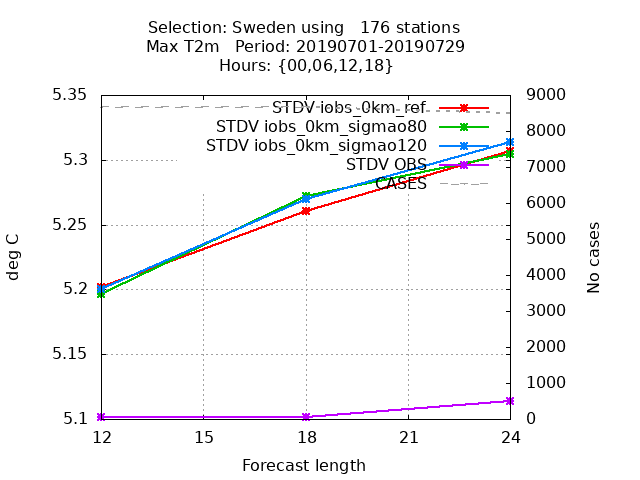 Selection: Sweden using   176 stations
Max T2m   Period: 20190701-20190729
Hours: {00,06,12,18}
5.35
5.3
5.25
5.2
5.15
5.1
deg C
STDV iobs_0km_ref
STDV iobs_0km_sigmao80
STDV iobs_0km_sigmao120
STDV OBS
CASES
9000
8000
7000
6000
5000
4000
3000
2000
1000
0
No cases
12 15 18 21 24
Forecast length